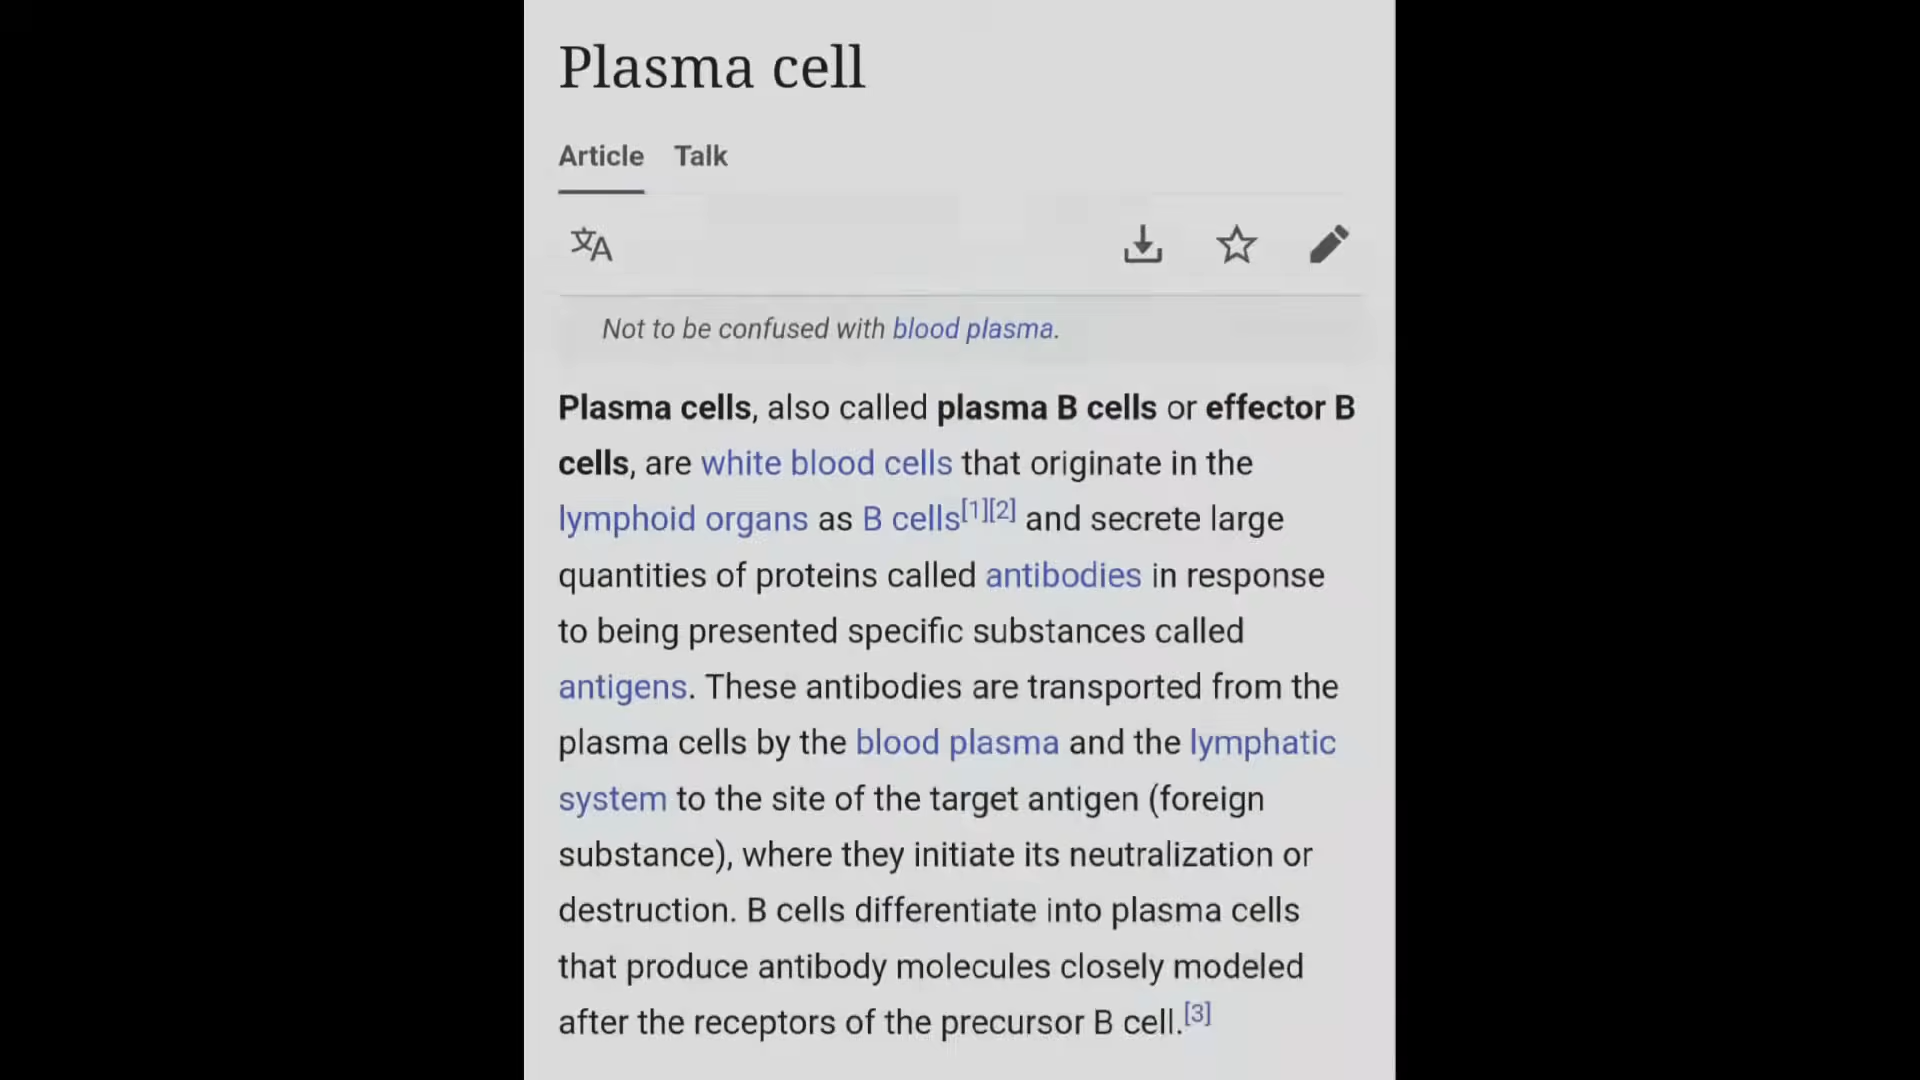 Plasma cell
Article Talk
文A
Not to be confused with blood plasma.
Plasma cells, also called plasma B cells or effector B
cells, are white blood cells that originate in the
lymphoid organs as B cells[1][2] and secrete large
quantities of proteins called antibodies in response
to being presented specific substances called
antigens. These antibodies are transported from the
plasma cells by the blood plasma and the lymphatic
system to the site of the target antigen (foreign
substance), where they initiate its neutralization or
destruction. B cells differentiate into plasma cells
that produce antibody molecules closely modeled
after the receptors of the precursor B cell.[3]